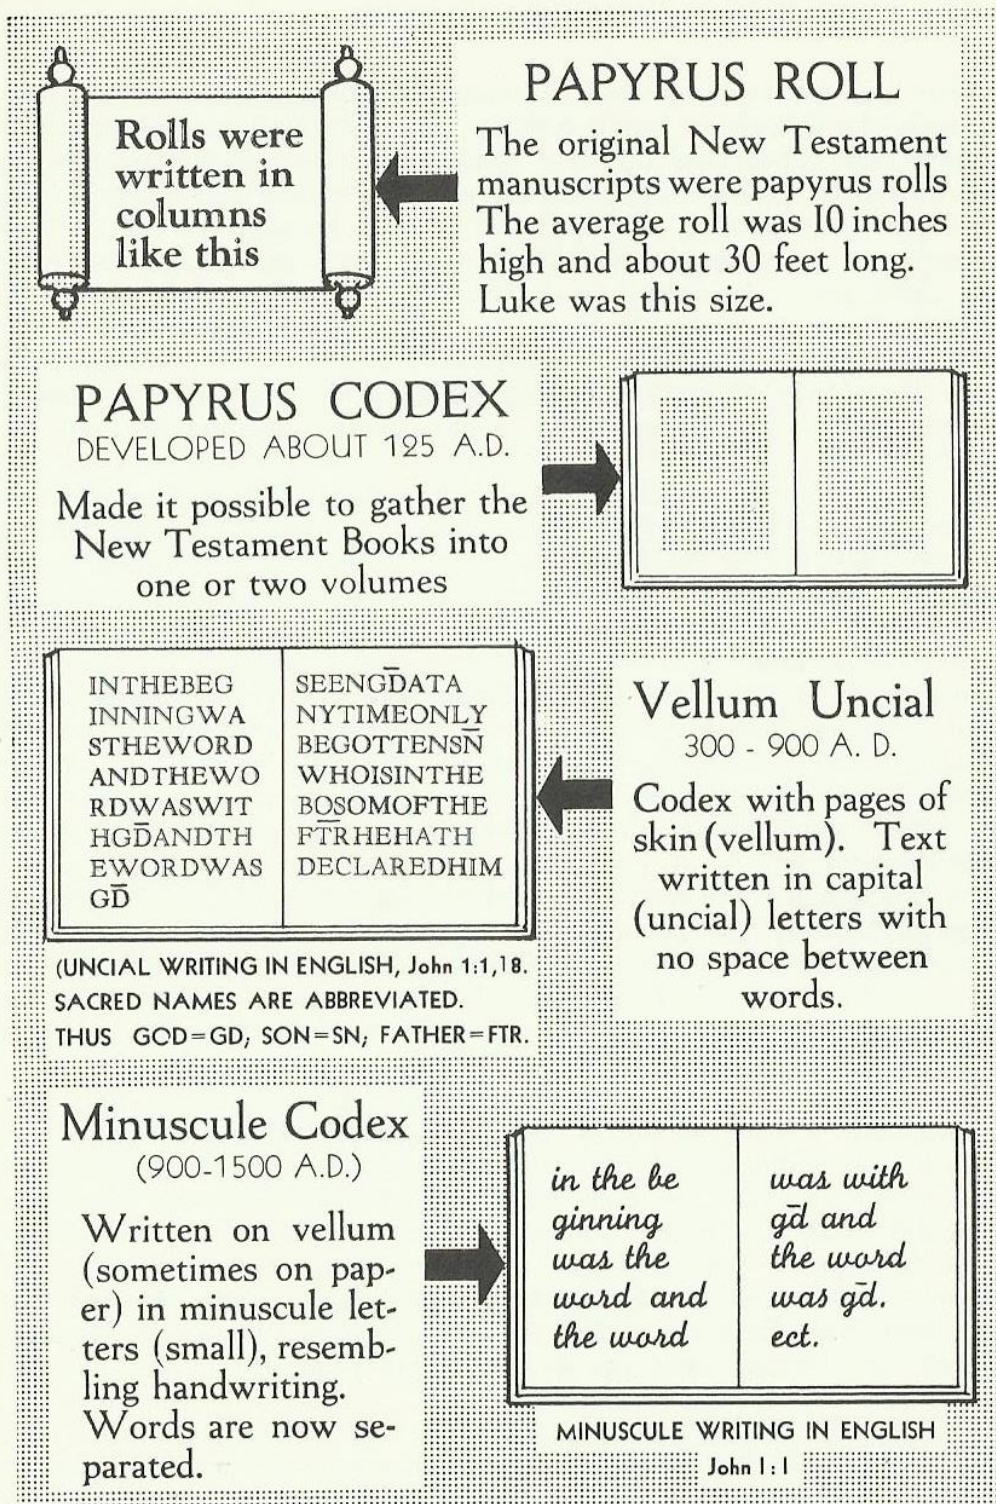 Rolls were
written in
columns
like this
PAPYRUS ROLL
The original New Testament
manuscripts were papyrus rolls
The average roll was 10 inches
high and about 30 feet long.
Luke was this size.
PAPYRUS CODEX
DEVELOPED ABOUT 125 A.D.
Made it possible to gather the
New Testament Books into
one or two volumes
INTHEBEG
INNINGWA
STHEWORD
ANDTHEWO
RDWASWIT
HGD̅ANDTH
EWORDWAS
GD̅
SEENGD̅ATA
NYTIMEONLY
BEGOTTENSN̅
WHOISINTHE
BOSOMOFTHE
FT̅R̅HEHATH
DECLAREDHIM
Vellum Uncial
300 - 900 A. D.
Codex with pages of
skin (vellum). Text
written in capital
(uncial) letters with
no space between
words.
(UNCIAL WRITING IN ENGLISH, John 1:1,18.
SACRED NAMES ARE ABBREVIATED.
THUS GOD=GD; SON=SN; FATHER=FTR.
Minuscule Codex
(900-1500 A.D.)
Written on vellum
(sometimes on pap-
er) in minuscule let-
ters (small), resemb-
ling handwriting.
Words are now se-
parated.
in the be
ginning
was the
word and
the word
was with
gd̅ and
the word
was gd̅.
ect.
MINUSCULE WRITING IN ENGLISH
John 1:1